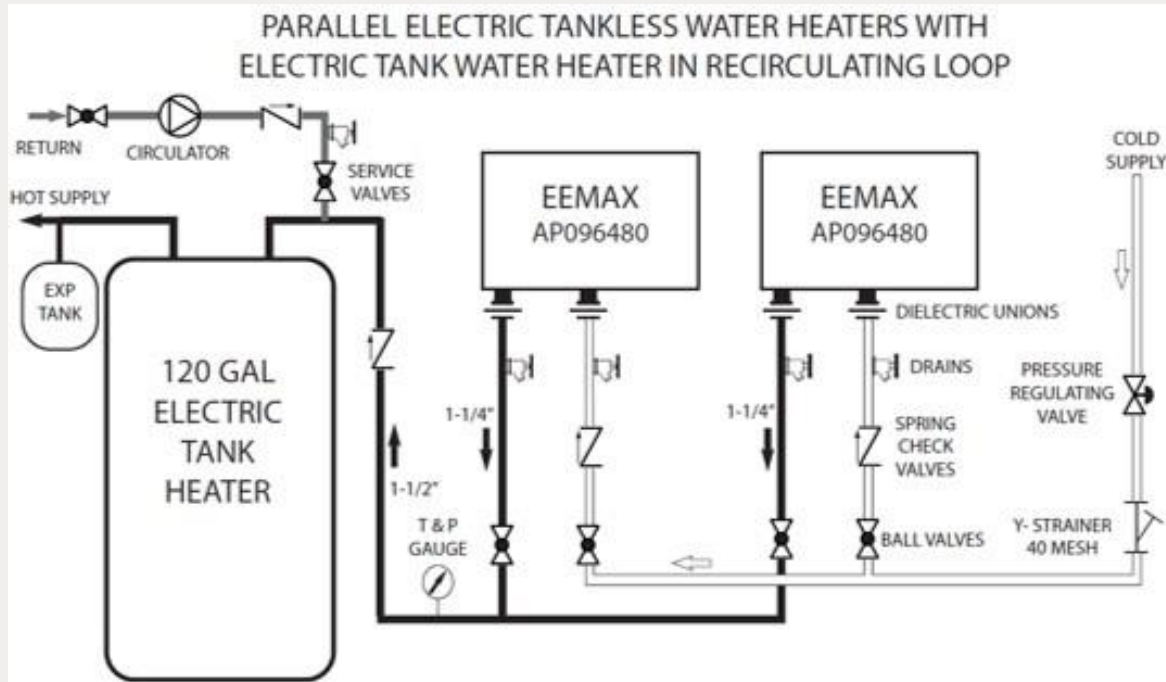 PARALLEL ELECTRIC TANKLESS WATER HEATERS WITH
ELECTRIC TANK WATER HEATER IN RECIRCULATING LOOP
RETURN
CIRCULATOR
SERVICE
VALVES
HOT SUPPLY
EXP
TANK
120 GAL
ELECTRIC
TANK
HEATER
1-1/2"
T & P
GAUGE
EEMAX
AP096480
1-1/4"
EEMAX
AP096480
1-1/4"
DIELECTRIC UNIONS
DRAINS
SPRING
CHECK
VALVES
BALL VALVES
COLD
SUPPLY
PRESSURE
REGULATING
VALVE
Y- STRAINER
40 MESH